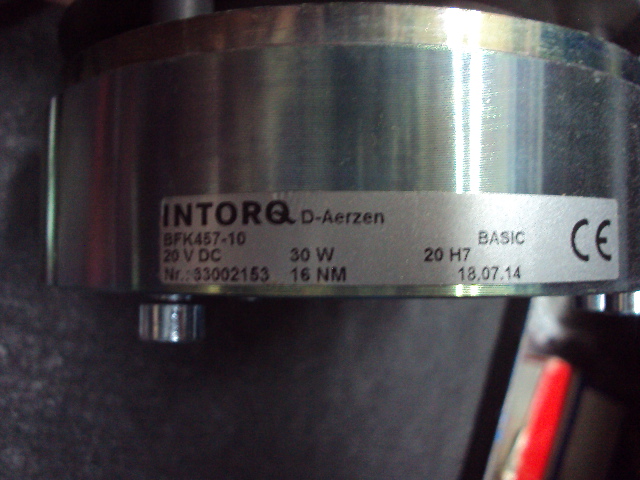 INTORQ D-Aerzen
BFK457-10 BASIC
20 V DC 30 W 20 H7
Nr.: 33002153 16 NM 18.07.14
CE